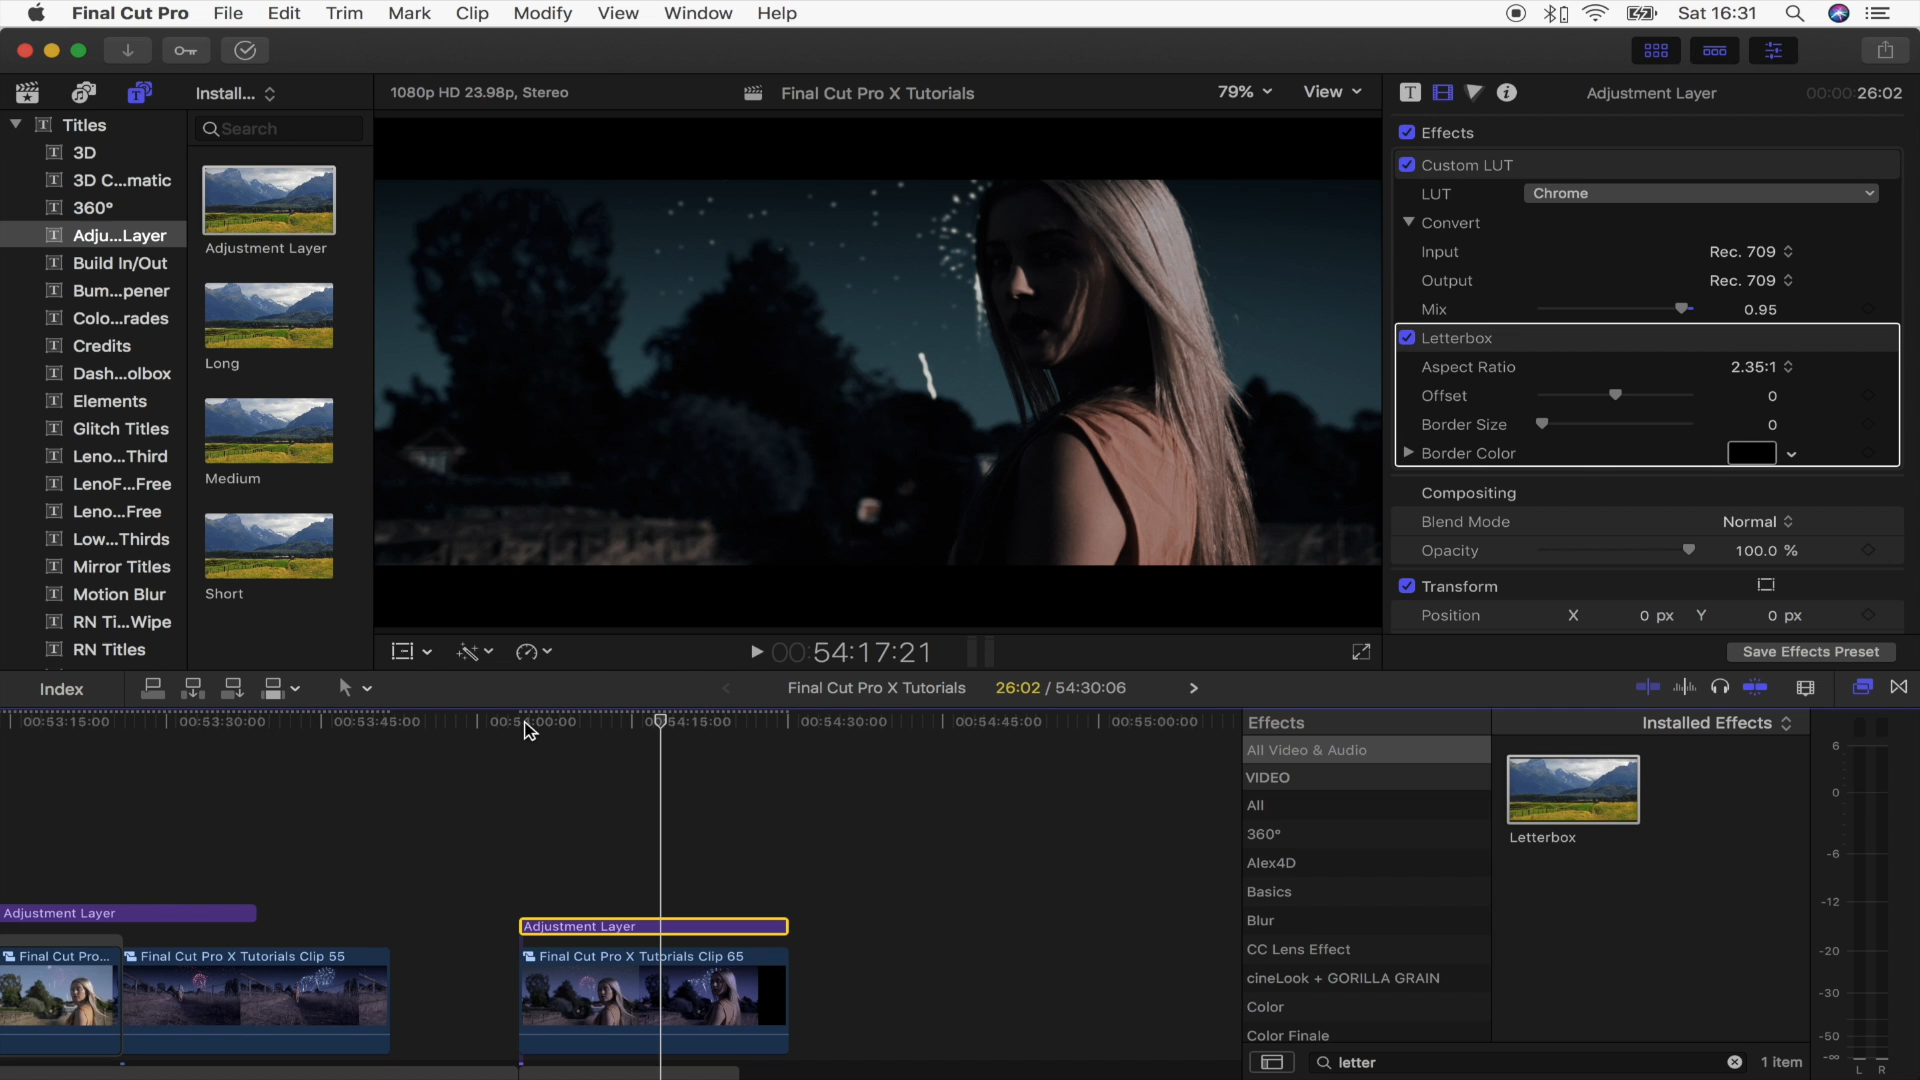 Final Cut Pro File Edit Trim Mark Clip Modify View Window Help Sat 16:31
Install... 1080p HD 23.98p, Stereo Final Cut Pro X Tutorials 79% View Adjustment Layer 00:00:26:02
Titles
3D
3D C...matic
360°
Adju...Layer
Build In/Out
Bum...pener
Colo...rades
Credits
Dash...olbox
Elements
Glitch Titles
Leno...Third
LenoF...Free
Leno...Free
Low...Thirds
Mirror Titles
Motion Blur
RN Ti...Wipe
RN Titles
Search
Adjustment Layer
Long
Medium
Short
Effects
Custom LUT
LUT Chrome
Convert
Input Rec. 709
Output Rec. 709
Mix 0.95
Letterbox
Aspect Ratio 2.35:1
Offset 0
Border Size 0
Border Color
Compositing
Blend Mode Normal
Opacity 100.0 %
Transform
Position X 0 px Y 0 px
00:54:17:21
Save Effects Preset
Index Final Cut Pro X Tutorials 26:02 / 54:30:06
00:53:15:00 00:53:30:00 00:53:45:00 00:54:00:00 00:54:15:00 00:54:30:00 00:54:45:00 00:55:00:00
Adjustment Layer
Adjustment Layer
Final Cut Pro... Final Cut Pro X Tutorials Clip 55 Final Cut Pro X Tutorials Clip 65
Effects Installed Effects
All Video & Audio
VIDEO
All
360°
Alex4D
Basics
Blur
CC Lens Effect
cineLook + GORILLA GRAIN
Color
Color Finale
Letterbox
letter 1 item
6
0
-6
-12
-20
-30
-50
-∞
L R